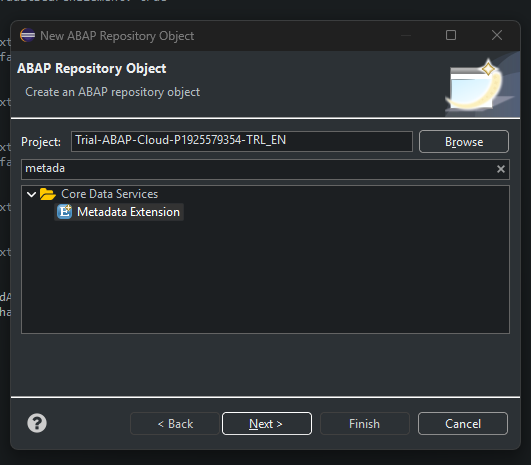 New ABAP Repository Object
ABAP Repository Object
Create an ABAP repository object
Project: Trial-ABAP-Cloud-P1925579354-TRL_EN Browse
metada
Core Data Services
Metadata Extension
< Back Next > Finish Cancel